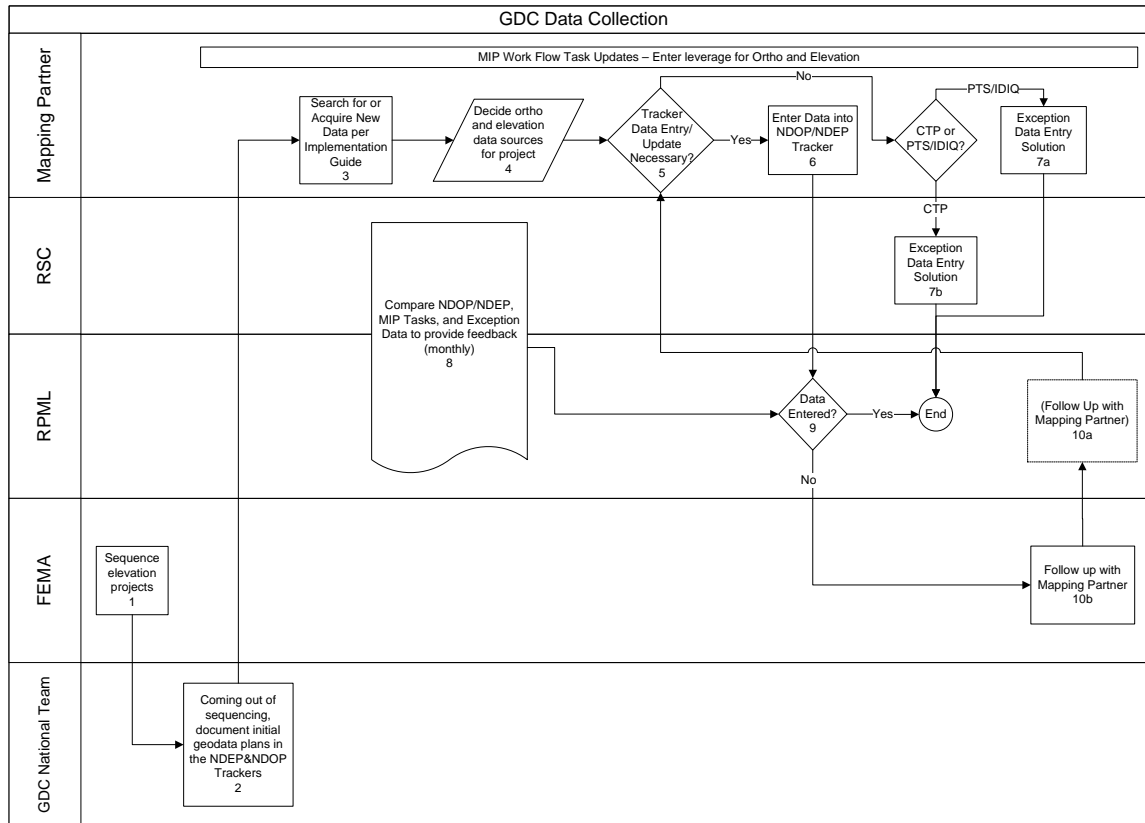 GDC Data Collection
Mapping Partner
MIP Work Flow Task Updates – Enter leverage for Ortho and Elevation
Search for or
Acquire New
Data per
Implementation
Guide
3
Decide ortho
and elevation
data sources
for project
4
Tracker
Data Entry/
Update
Necessary?
5
No
Yes
Enter Data into
NDOP/NDEP
Tracker
6
CTP or
PTS/IDIQ?
PTS/IDIQ
Exception
Data Entry
Solution
7a
CTP
RSC
Exception
Data Entry
Solution
7b
Compare NDOP/NDEP,
MIP Tasks, and Exception
Data to provide feedback
(monthly)
8
RPML
Data
Entered?
9
Yes
End
No
(Follow Up with
Mapping Partner)
10a
FEMA
Sequence
elevation
projects
1
Follow up with
Mapping Partner
10b
GDC National Team
Coming out of
sequencing,
document initial
geodata plans in
the NDEP&NDOP
Trackers
2